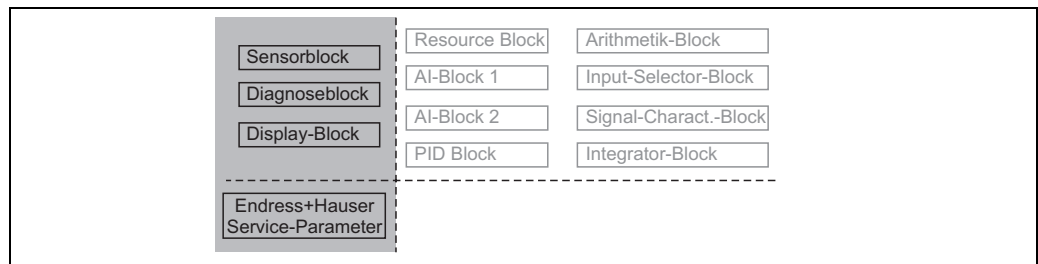 Sensorblock
Diagnoseblock
Display-Block
Endress+Hauser
Service-Parameter
Resource Block
AI-Block 1
AI-Block 2
PID Block
Arithmetik-Block
Input-Selector-Block
Signal-Charact.-Block
Integrator-Block